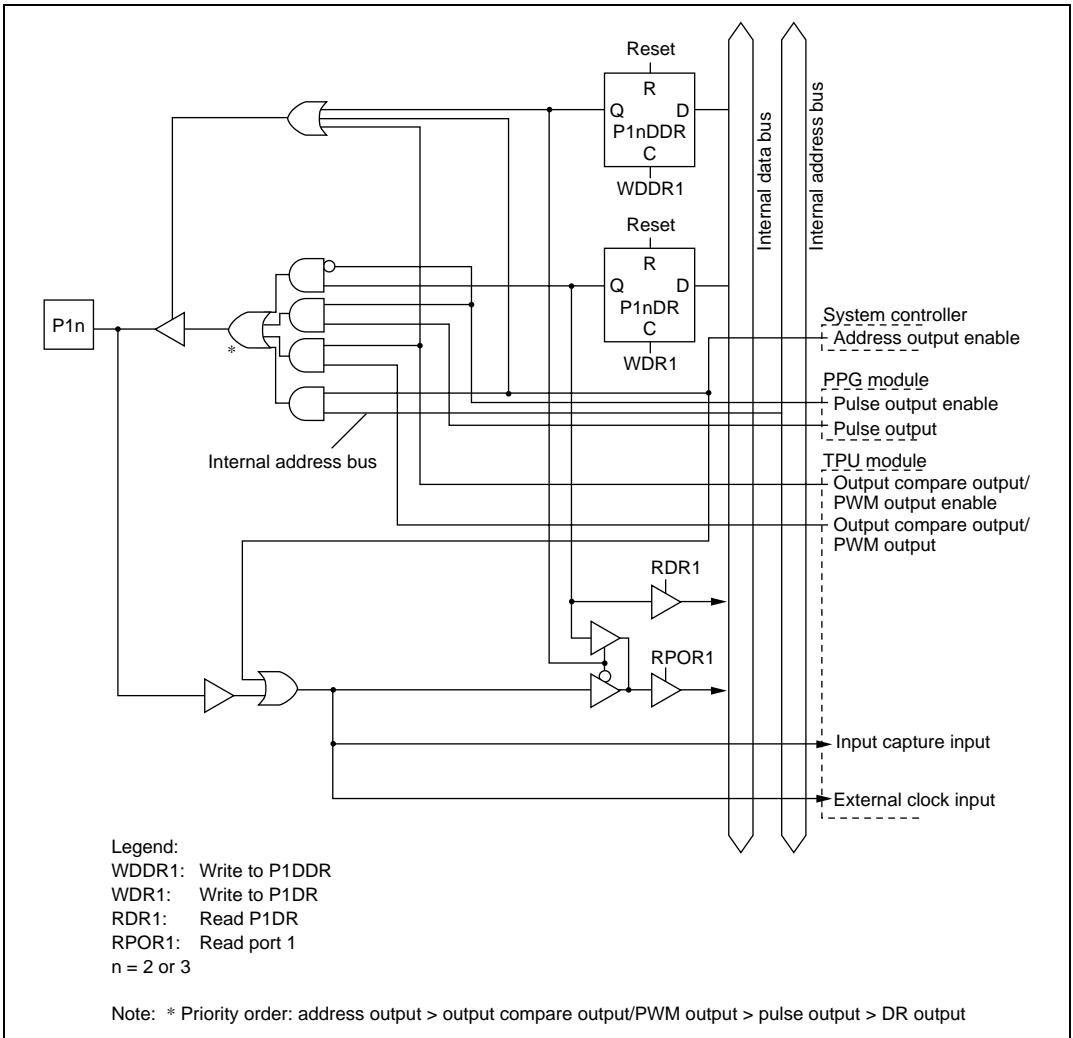 Reset
R
Q D
P1nDDR
C
WDDR1
Reset
R
Q D
P1nDR
C
WDR1
Internal data bus
Internal address bus
P1n
*
System controller
Address output enable
PPG module
Pulse output enable
Pulse output
Internal address bus
TPU module
Output compare output/
PWM output enable
Output compare output/
PWM output
RDR1
RPOR1
Input capture input
External clock input
Legend:
WDDR1: Write to P1DDR
WDR1: Write to P1DR
RDR1: Read P1DR
RPOR1: Read port 1
n = 2 or 3
Note: * Priority order: address output > output compare output/PWM output > pulse output > DR output